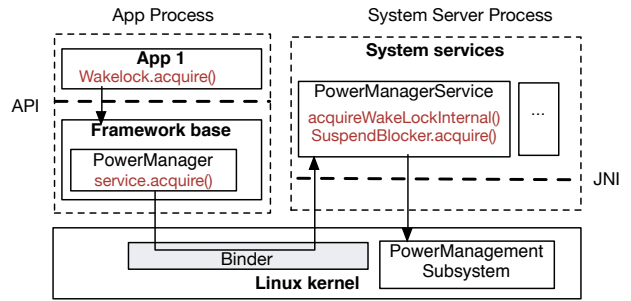 App Process
System Server Process
App 1
Wakelock.acquire()
API
Framework base
PowerManager
service.acquire()
System services
PowerManagerService
acquireWakeLockInternal()
SuspendBlocker.acquire()
...
JNI
Binder
Linux kernel
PowerManagement
Subsystem